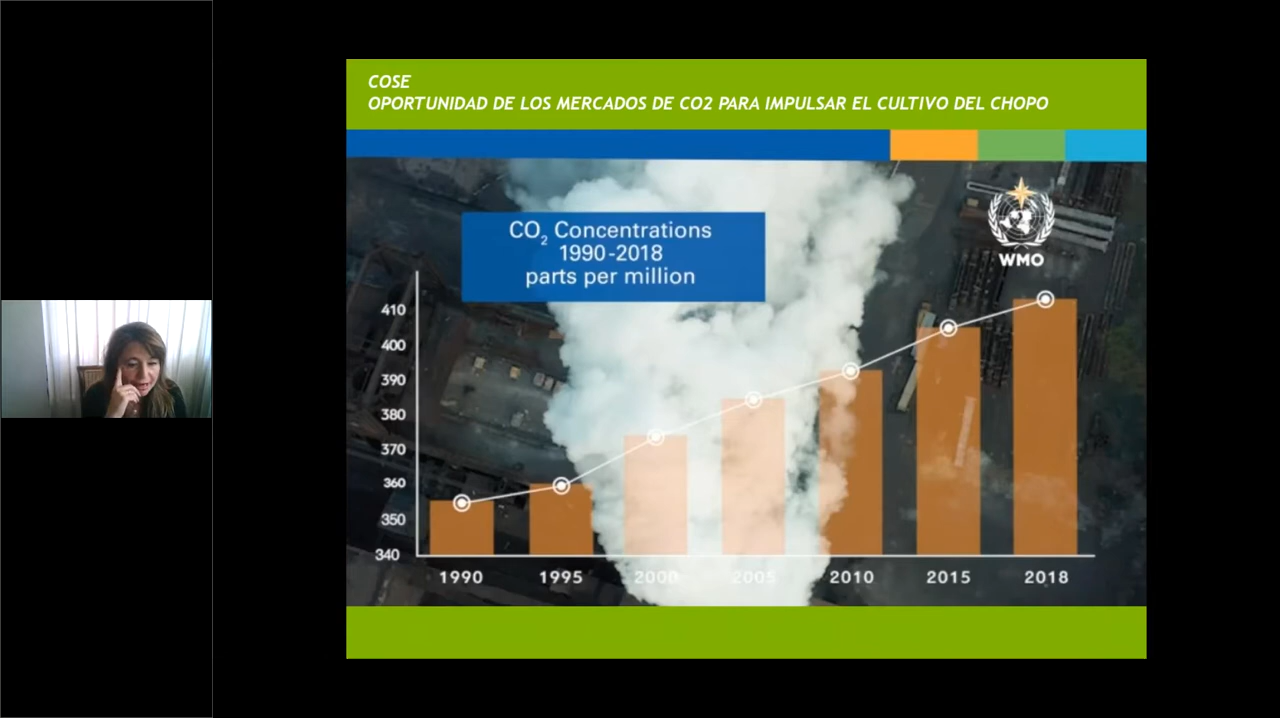 COSE
OPORTUNIDAD DE LOS MERCADOS DE CO2 PARA IMPULSAR EL CULTIVO DEL CHOPO
CO2 Concentrations
1990-2018
parts per million
WMO
410
400
390
380
370
360
350
340
1990 1995 2000 2005 2010 2015 2018